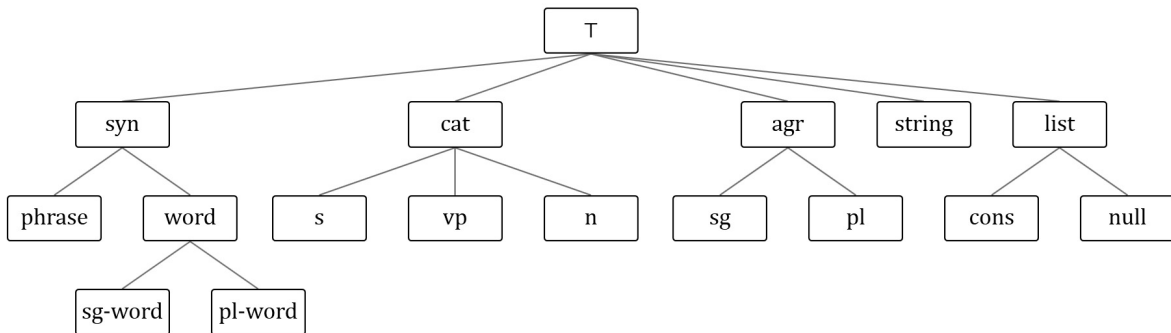 ⊤
syn cat agr string list
phrase word s vp n sg pl cons null
sg-word pl-word